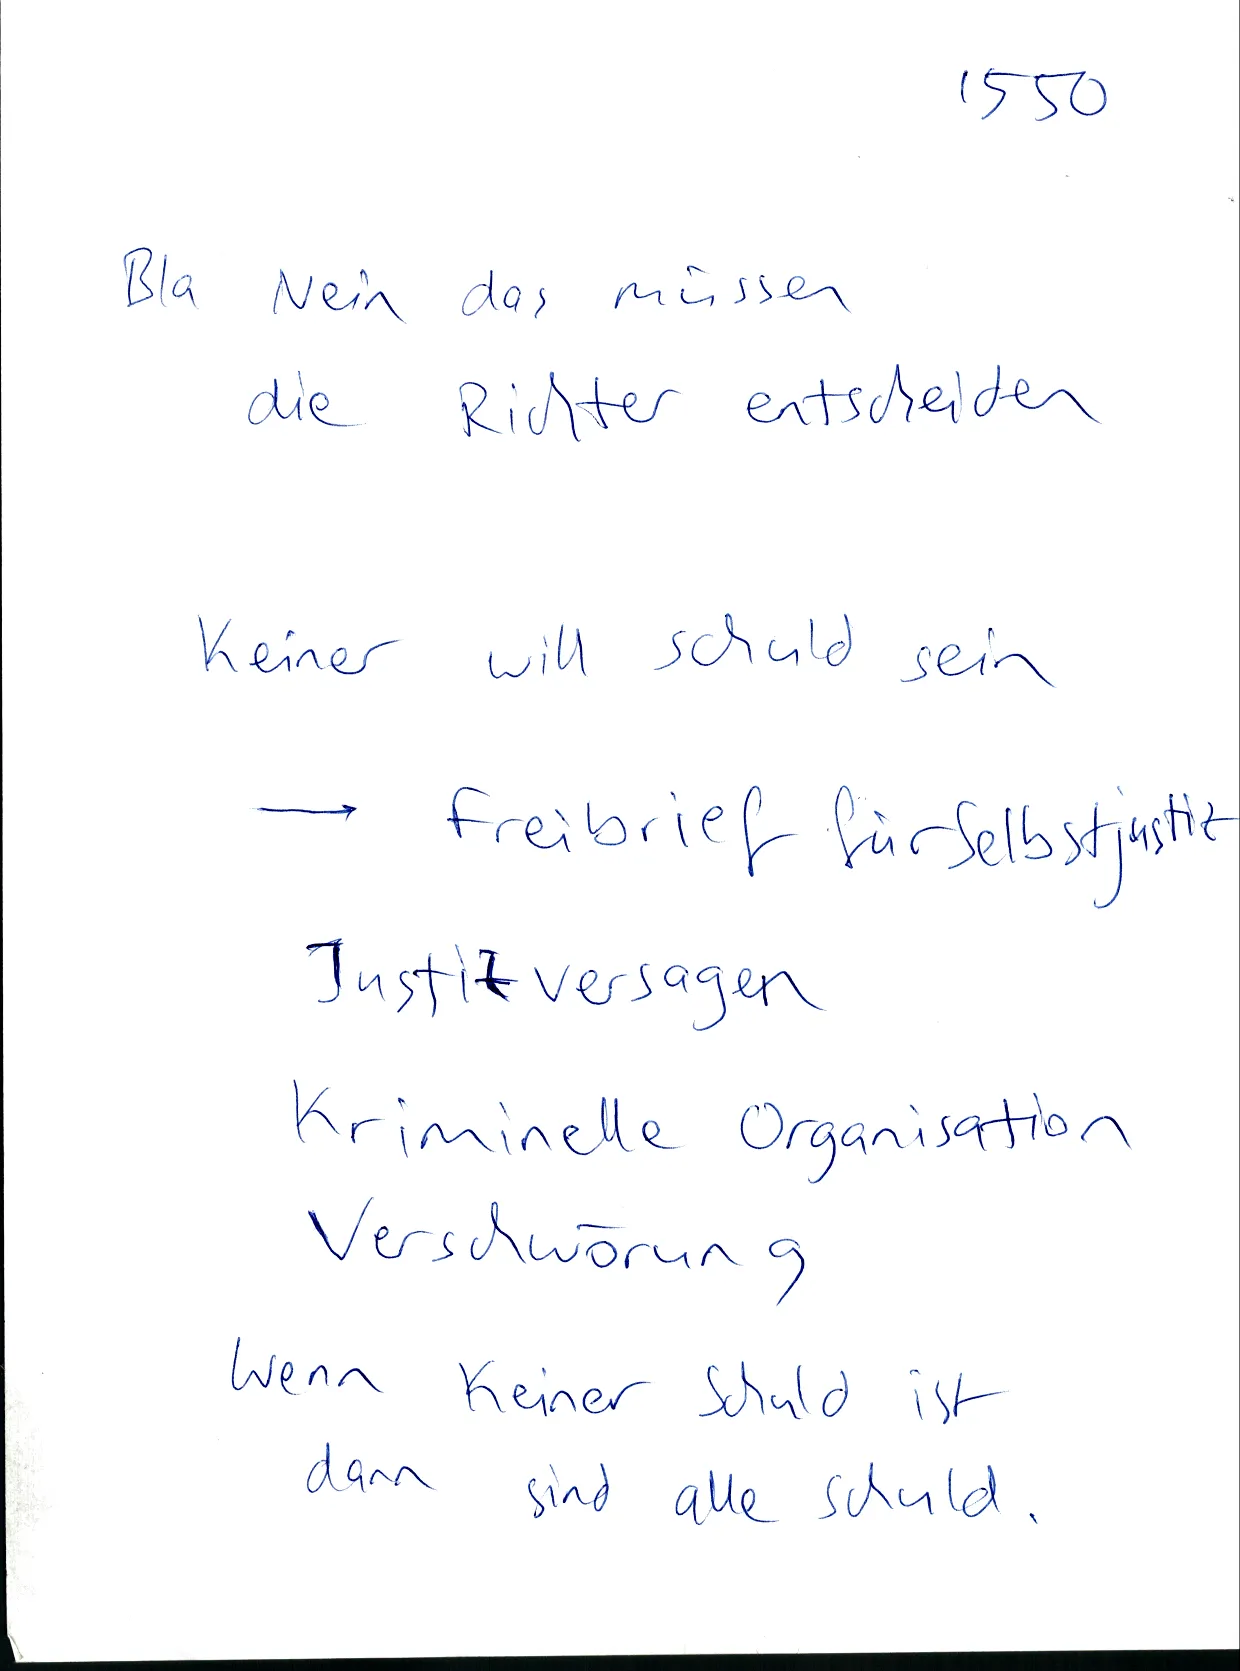 1550
Bla Nein das müssen
die Richter entscheiden
Keiner will schuld sein
→ Freibrief für Selbstjustiz
Justizversagen
Kriminelle Organisation
Verschwörung
Wenn Keiner Schuld ist
dann sind alle schuld.